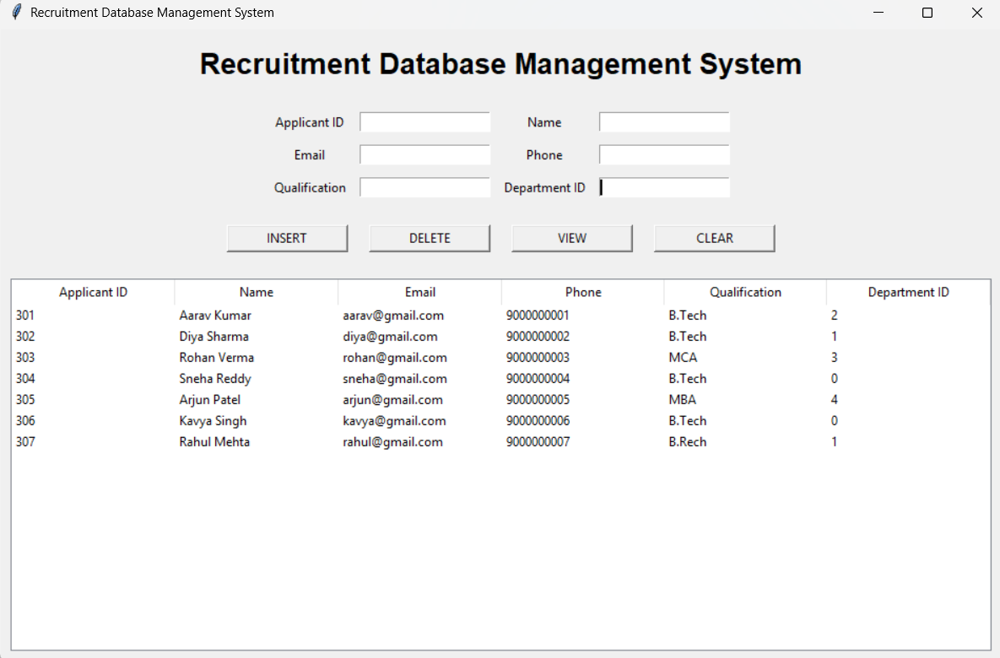 Recruitment Database Management System
Recruitment Database Management System
Applicant ID Name
Email Phone
Qualification Department ID
INSERT DELETE VIEW CLEAR
Applicant ID Name Email Phone Qualification Department ID
301 Aarav Kumar aarav@gmail.com 9000000001 B.Tech 2
302 Diya Sharma diya@gmail.com 9000000002 B.Tech 1
303 Rohan Verma rohan@gmail.com 9000000003 MCA 3
304 Sneha Reddy sneha@gmail.com 9000000004 B.Tech 0
305 Arjun Patel arjun@gmail.com 9000000005 MBA 4
306 Kavya Singh kavya@gmail.com 9000000006 B.Tech 0
307 Rahul Mehta rahul@gmail.com 9000000007 B.Rech 1